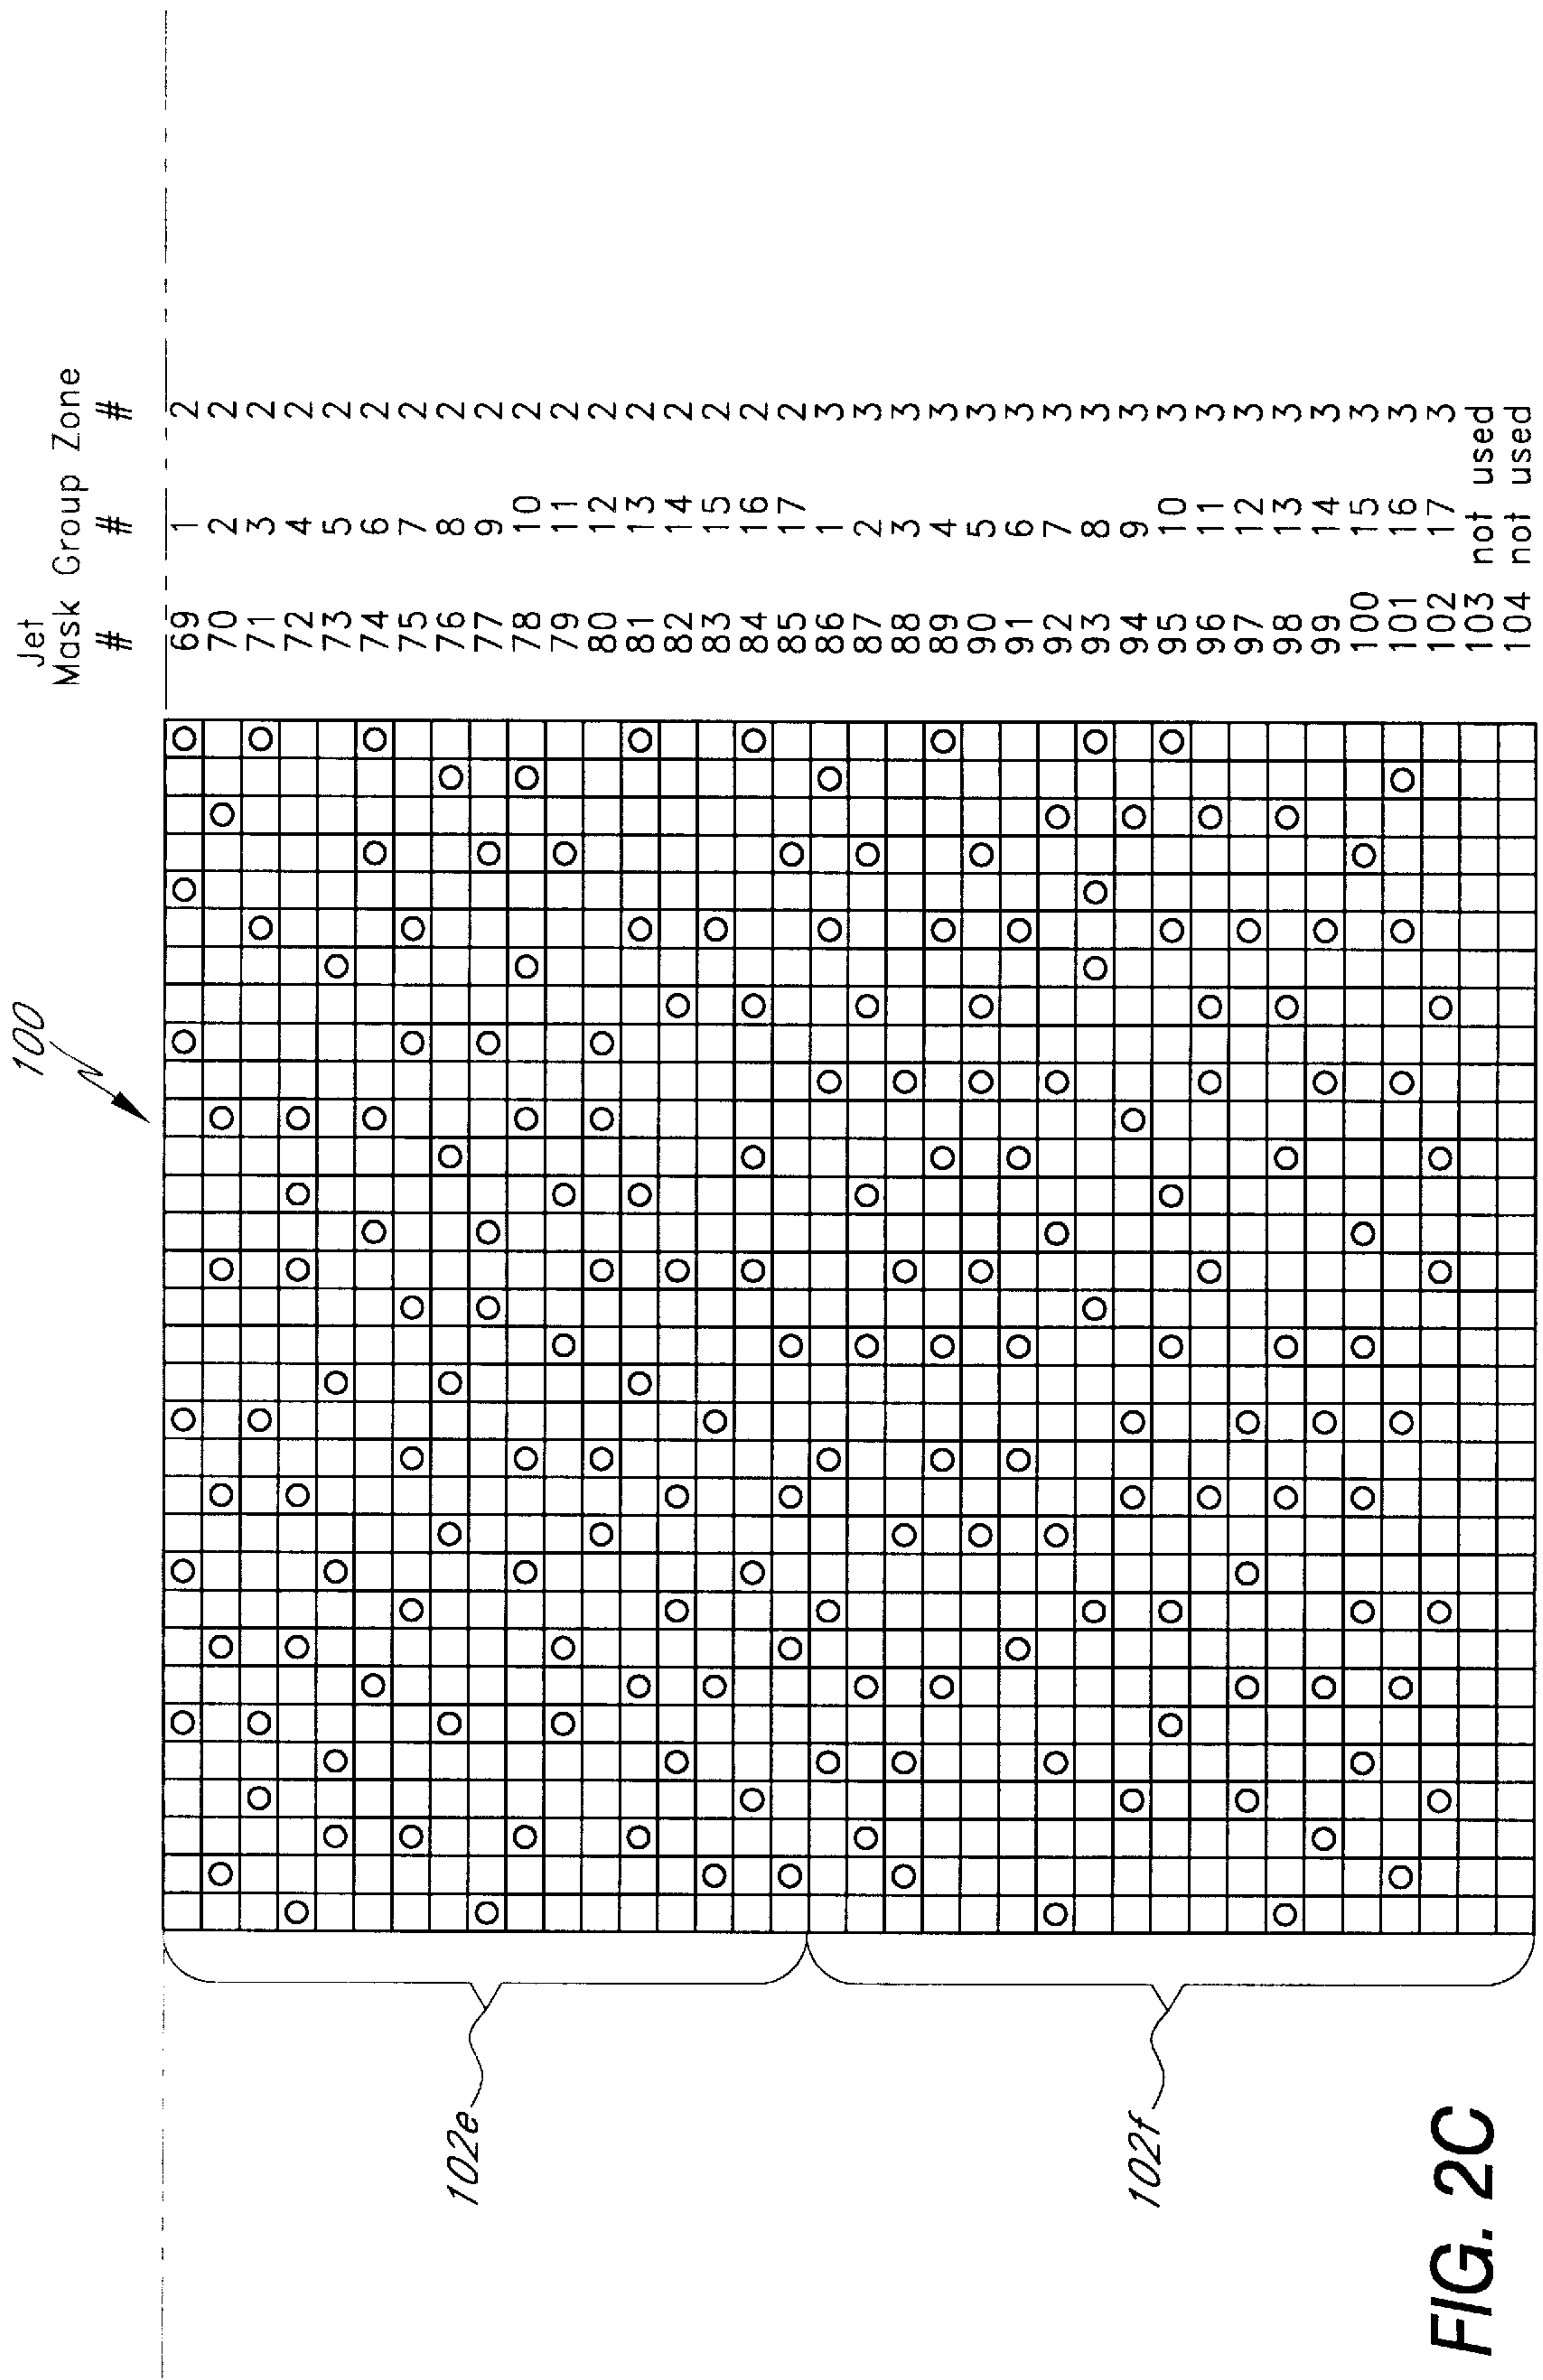 100
Jet
Mask Group Zone
# # #
69 1 2
70 2 2
71 3 2
72 4 2
73 5 2
74 6 2
75 7 2
76 8 2
77 9 2
78 10 2
79 11 2
80 12 2
81 13 2
82 14 2
83 15 2
84 16 2
85 17 2
86 1 3
87 2 3
88 3 3
89 4 3
90 5 3
91 6 3
92 7 3
93 8 3
94 9 3
95 10 3
96 11 3
97 12 3
98 13 3
99 14 3
100 15 3
101 16 3
102 17 3
103 not used
104 not used
102e
102f
FIG. 2C